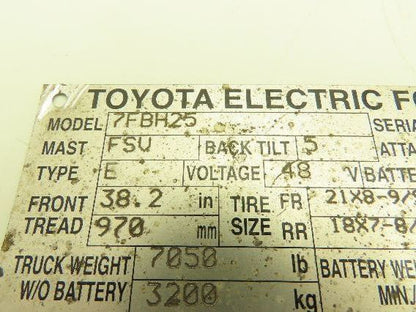 TOYOTA ELECTRIC FO
MODEL 7FBH25 SERIA
MAST FSV BACK TILT 5 ATTA
TYPE E VOLTAGE 48 V BATTE
FRONT 38.2 in TIRE FR 21X8-9/
TREAD 970 mm SIZE RR 18X7-8/
TRUCK WEIGHT 7050 lb BATTERY WE
W/O BATTERY 3200 kg MIN./